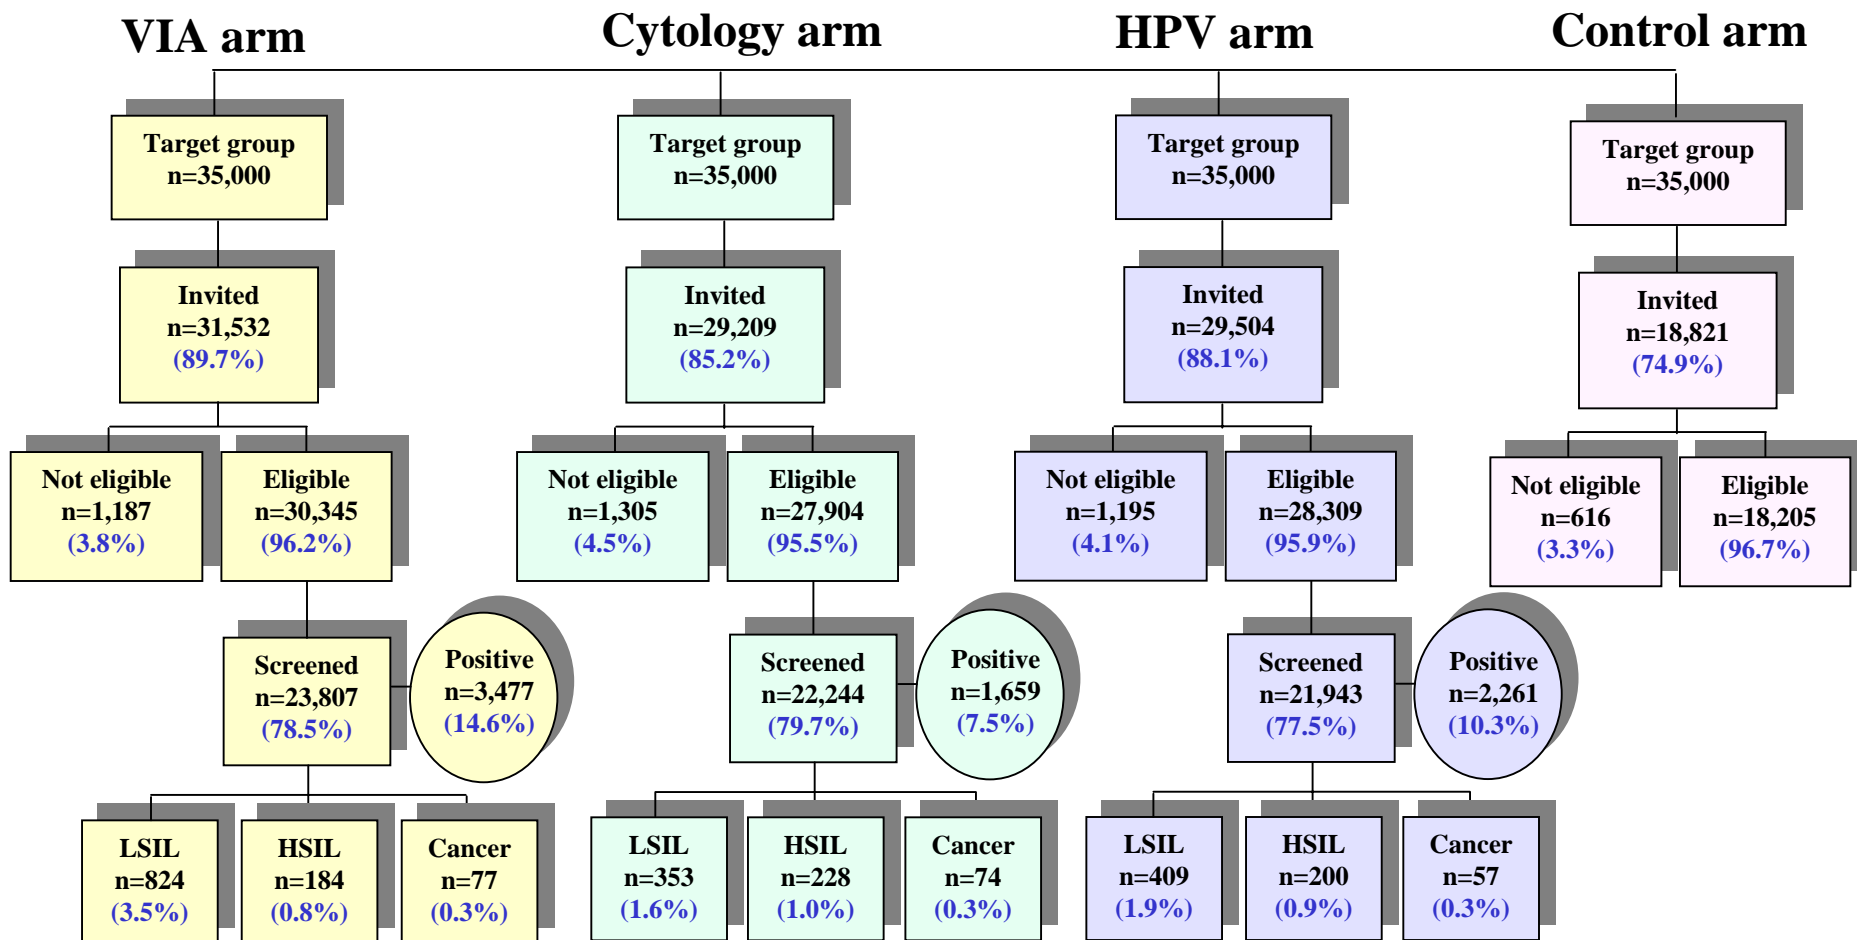 VIA arm
Cytology arm
HPV arm
Control arm
Target group
n=35,000
Target group
n=35,000
Target group
n=35,000
Target group
n=35,000
Invited
n=31,532
(89.7%)
Invited
n=29,209
(85.2%)
Invited
n=29,504
(88.1%)
Invited
n=18,821
(74.9%)
Not eligible
n=1,187
(3.8%)
Eligible
n=30,345
(96.2%)
Not eligible
n=1,305
(4.5%)
Eligible
n=27,904
(95.5%)
Not eligible
n=1,195
(4.1%)
Eligible
n=28,309
(95.9%)
Not eligible
n=616
(3.3%)
Eligible
n=18,205
(96.7%)
Screened
n=23,807
(78.5%)
Positive
n=3,477
(14.6%)
Screened
n=22,244
(79.7%)
Positive
n=1,659
(7.5%)
Screened
n=21,943
(77.5%)
Positive
n=2,261
(10.3%)
LSIL
n=824
(3.5%)
HSIL
n=184
(0.8%)
Cancer
n=77
(0.3%)
LSIL
n=353
(1.6%)
HSIL
n=228
(1.0%)
Cancer
n=74
(0.3%)
LSIL
n=409
(1.9%)
HSIL
n=200
(0.9%)
Cancer
n=57
(0.3%)